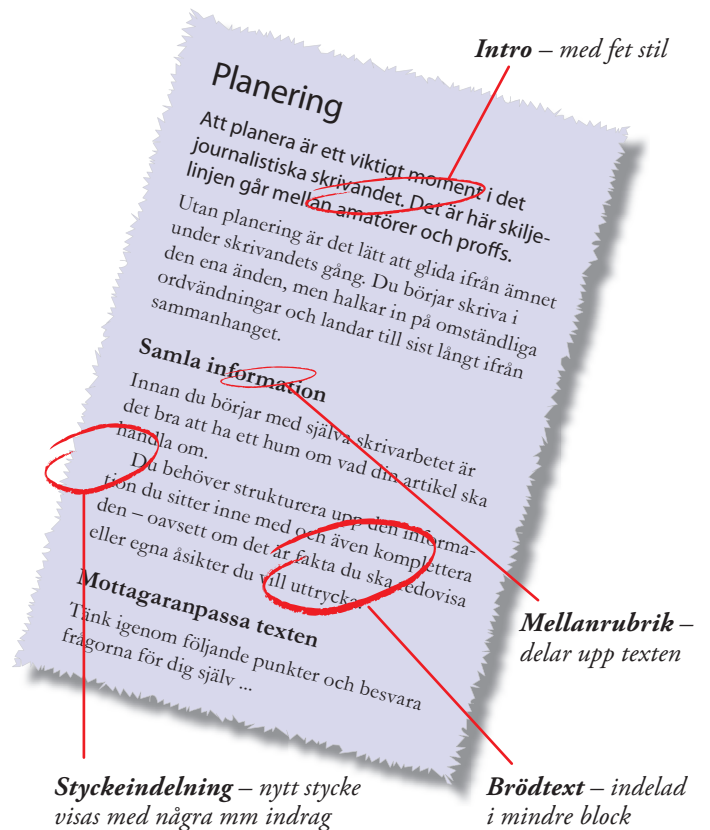 Intro – med fet stil
Planering
Att planera är ett viktigt moment i det
journalistiska skrivandet. Det är här skilje-
linjen går mellan amatörer och proffs.
Utan planering är det lätt att glida ifrån ämnet
under skrivandets gång. Du börjar skriva i
den ena änden, men halkar in på omständliga
ordvändningar och landar till sist långt ifrån
sammanhanget.
Samla information
Innan du börjar med själva skrivarbetet är
det bra att ha ett hum om vad din artikel ska
handla om.
Du behöver strukturera upp den informa-
tion du sitter inne med och även komplettera
den – oavsett om det är fakta du ska redovisa
eller egna åsikter du vill uttrycka.
Mottagaranpassa texten
Tänk igenom följande punkter och besvara
frågorna för dig själv ...
Mellanrubrik –
delar upp texten
Styckeindelning – nytt stycke
visas med några mm indrag
Brödtext – indelad
i mindre block